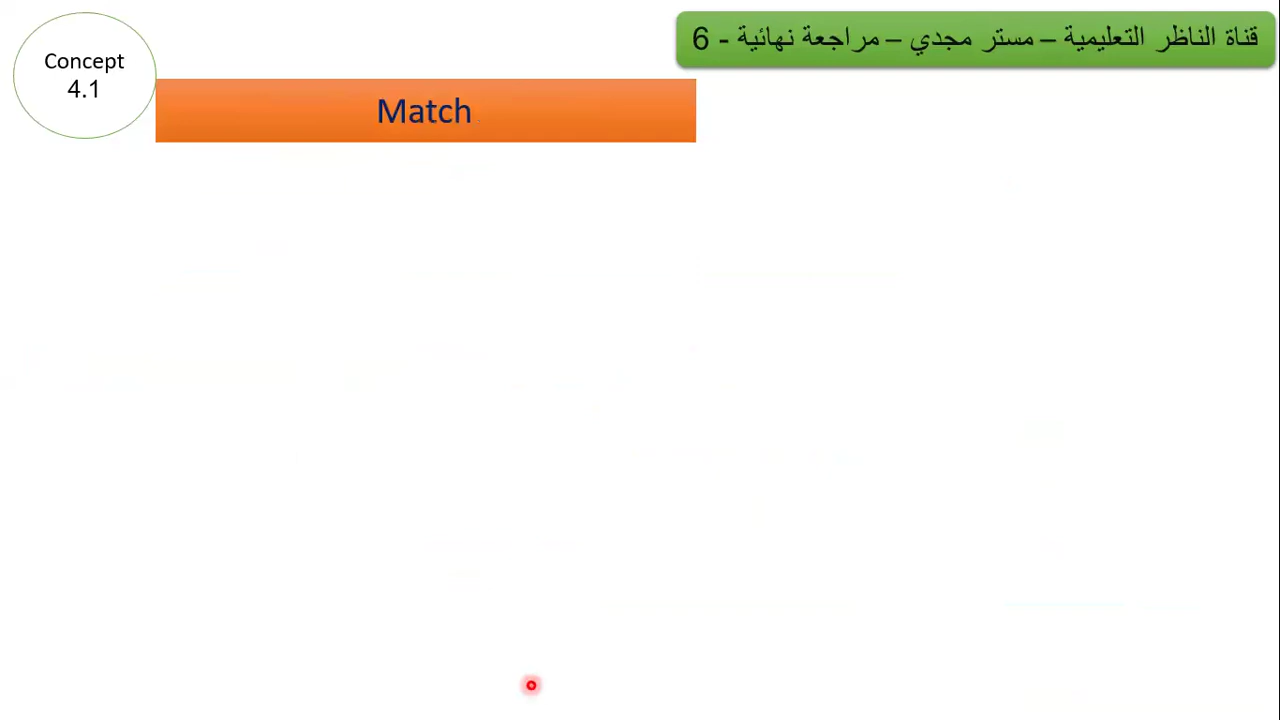 قناة الناظر التعليمية – مستر مجدي – مراجعة نهائية - 6
Concept
4.1
Match